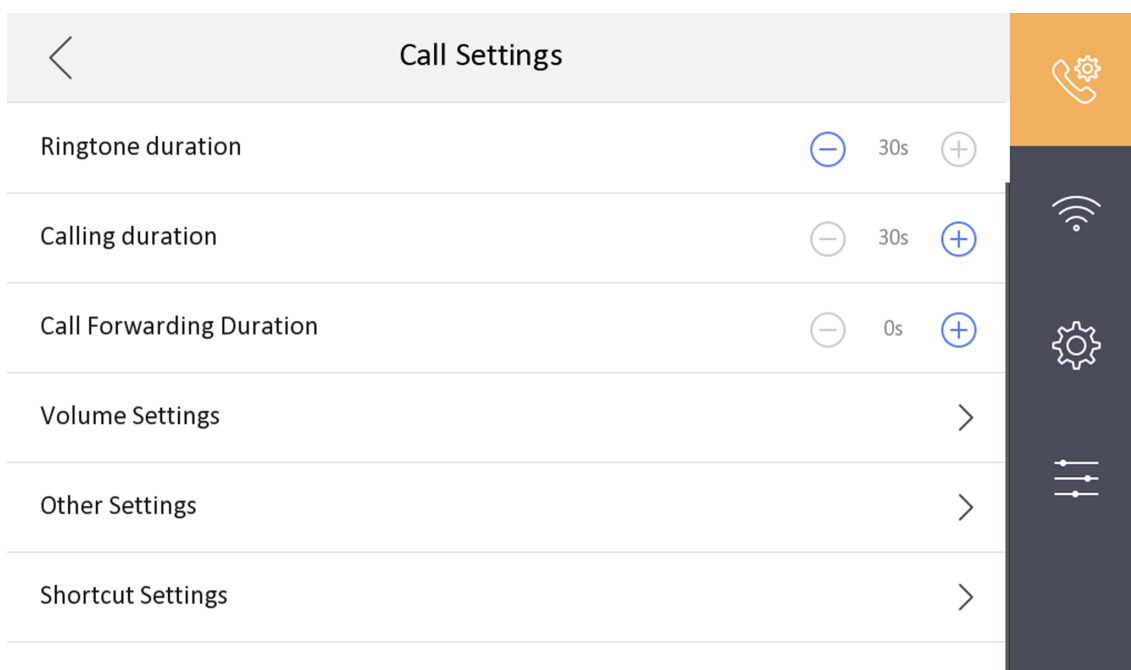 Call Settings
Ringtone duration 30s
Calling duration 30s
Call Forwarding Duration 0s
Volume Settings
Other Settings
Shortcut Settings